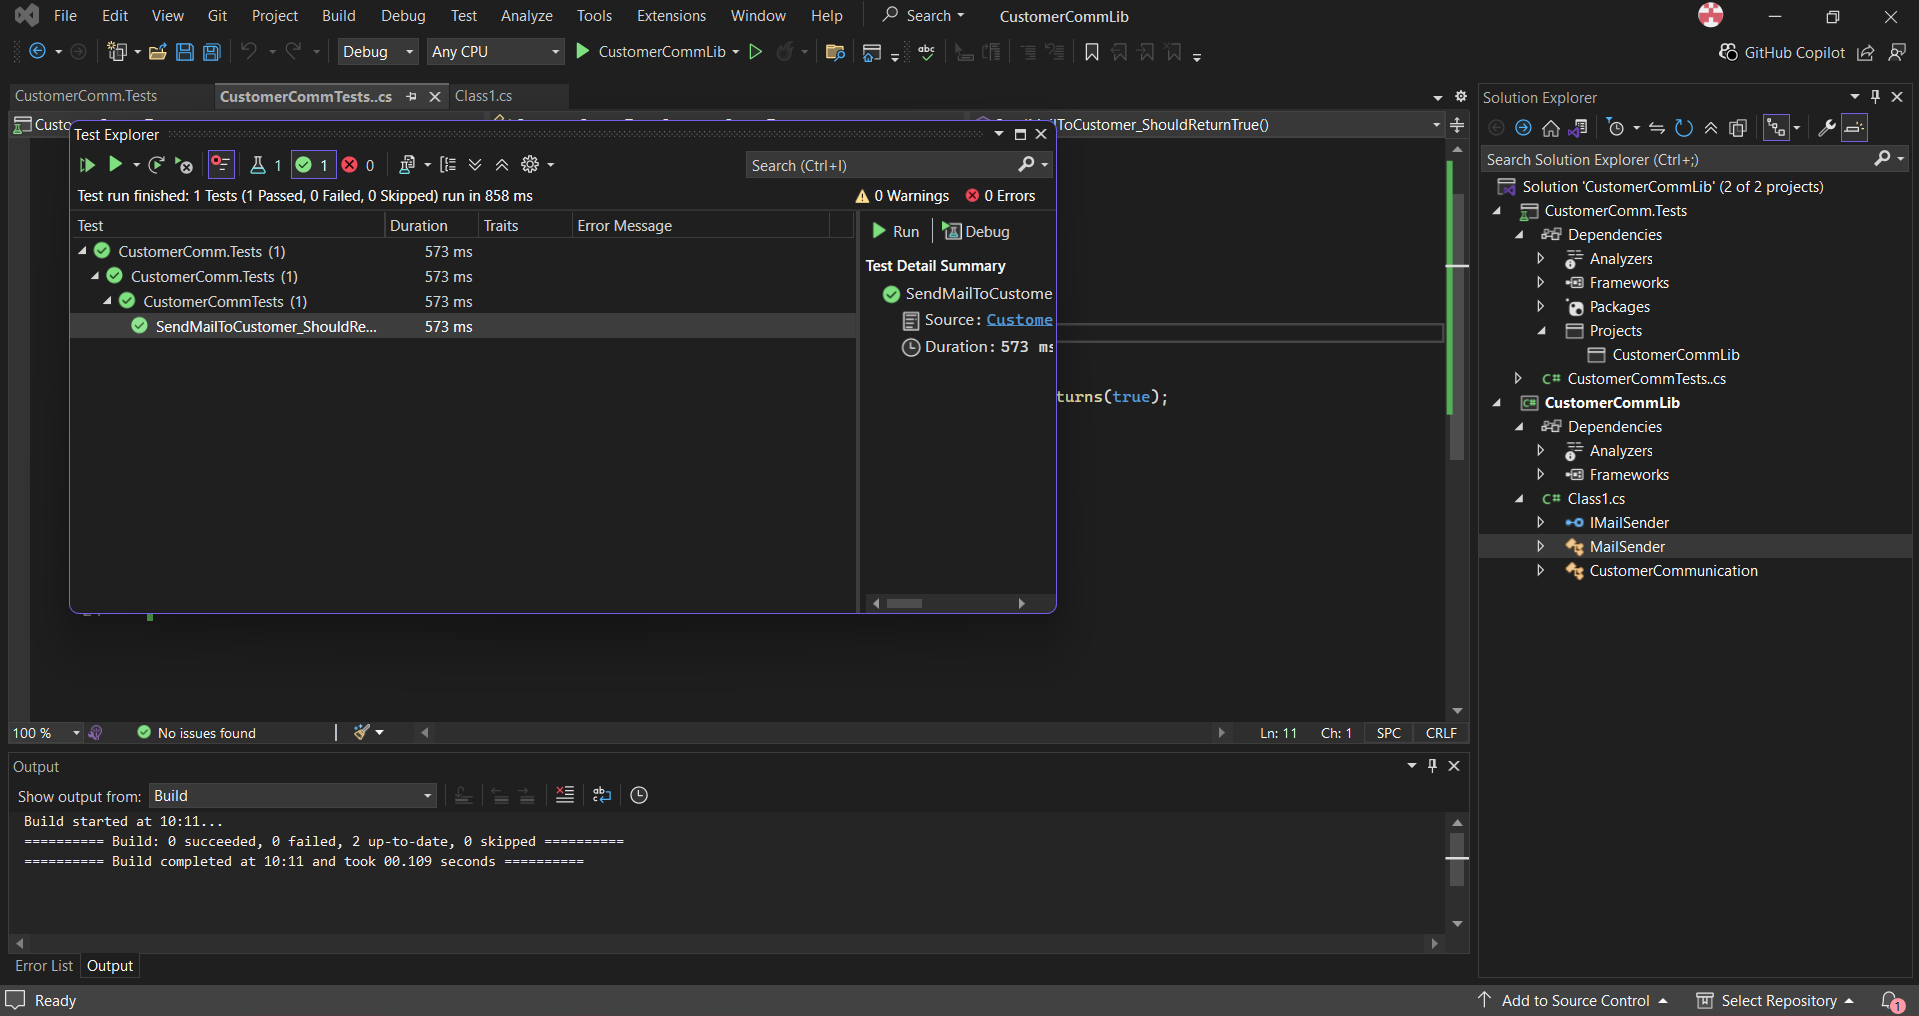 File Edit View Git Project Build Debug Test Analyze Tools Extensions Window Help Search CustomerCommLib
Debug Any CPU CustomerCommLib GitHub Copilot
CustomerComm.Tests CustomerCommTests..cs Class1.cs
Test Explorer
ToCustomer_ShouldReturnTrue()
1 1 0 Search (Ctrl+I)
Test run finished: 1 Tests (1 Passed, 0 Failed, 0 Skipped) run in 858 ms 0 Warnings 0 Errors
Test Duration Traits Error Message
CustomerComm.Tests (1) 573 ms
CustomerComm.Tests (1) 573 ms
CustomerCommTests (1) 573 ms
SendMailToCustomer_ShouldRe... 573 ms
Run Debug
Test Detail Summary
SendMailToCustome
Source: Custome
Duration: 573 ms
turns(true);
100 % No issues found Ln: 11 Ch: 1 SPC CRLF
Output
Show output from: Build
Build started at 10:11...
========== Build: 0 succeeded, 0 failed, 2 up-to-date, 0 skipped ==========
========== Build completed at 10:11 and took 00.109 seconds ==========
Error List Output
Solution Explorer
Search Solution Explorer (Ctrl+;)
Solution 'CustomerCommLib' (2 of 2 projects)
CustomerComm.Tests
Dependencies
Analyzers
Frameworks
Packages
Projects
CustomerCommLib
C# CustomerCommTests..cs
C# CustomerCommLib
Dependencies
Analyzers
Frameworks
C# Class1.cs
IMailSender
MailSender
CustomerCommunication
Ready Add to Source Control Select Repository 1